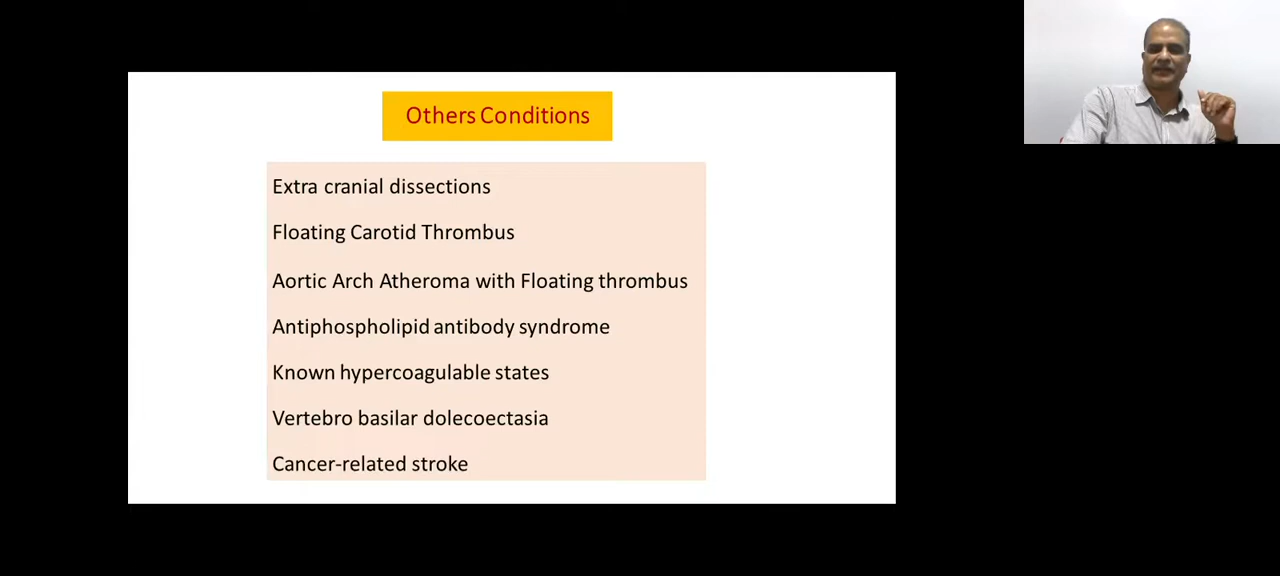 Others Conditions
Extra cranial dissections
Floating Carotid Thrombus
Aortic Arch Atheroma with Floating thrombus
Antiphospholipid antibody syndrome
Known hypercoagulable states
Vertebro basilar dolecoectasia
Cancer-related stroke